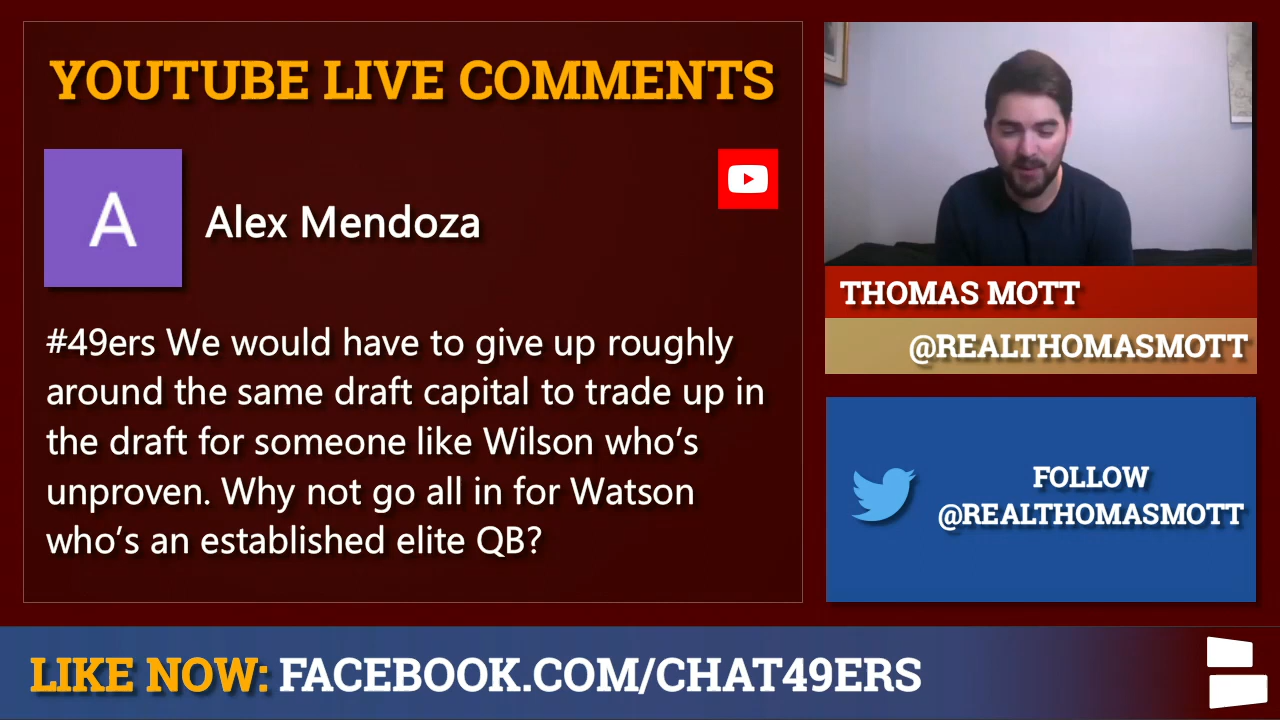 YOUTUBE LIVE COMMENTS
A
Alex Mendoza
#49ers We would have to give up roughly
around the same draft capital to trade up in
the draft for someone like Wilson who’s
unproven. Why not go all in for Watson
who’s an established elite QB?
THOMAS MOTT
@REALTHOMASMOTT
FOLLOW
@REALTHOMASMOTT
LIKE NOW: FACEBOOK.COM/CHAT49ERS